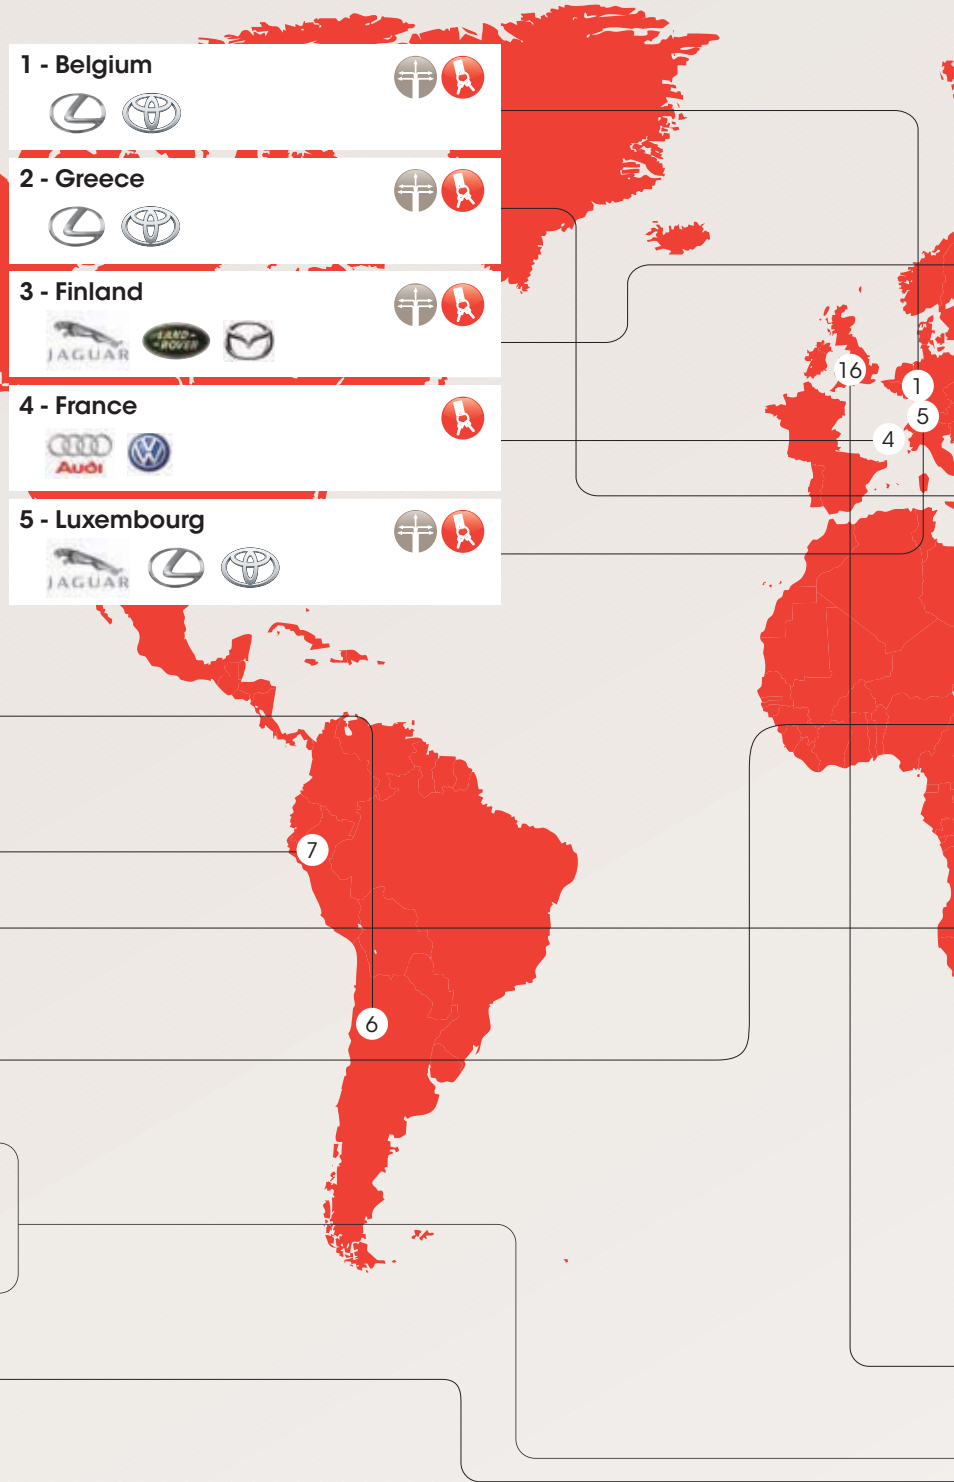 1 - Belgium
2 - Greece
3 - Finland
JAGUAR
LAND-
-ROVER
4 - France
Audi
5 - Luxembourg
JAGUAR
16
1
5
4
7
6